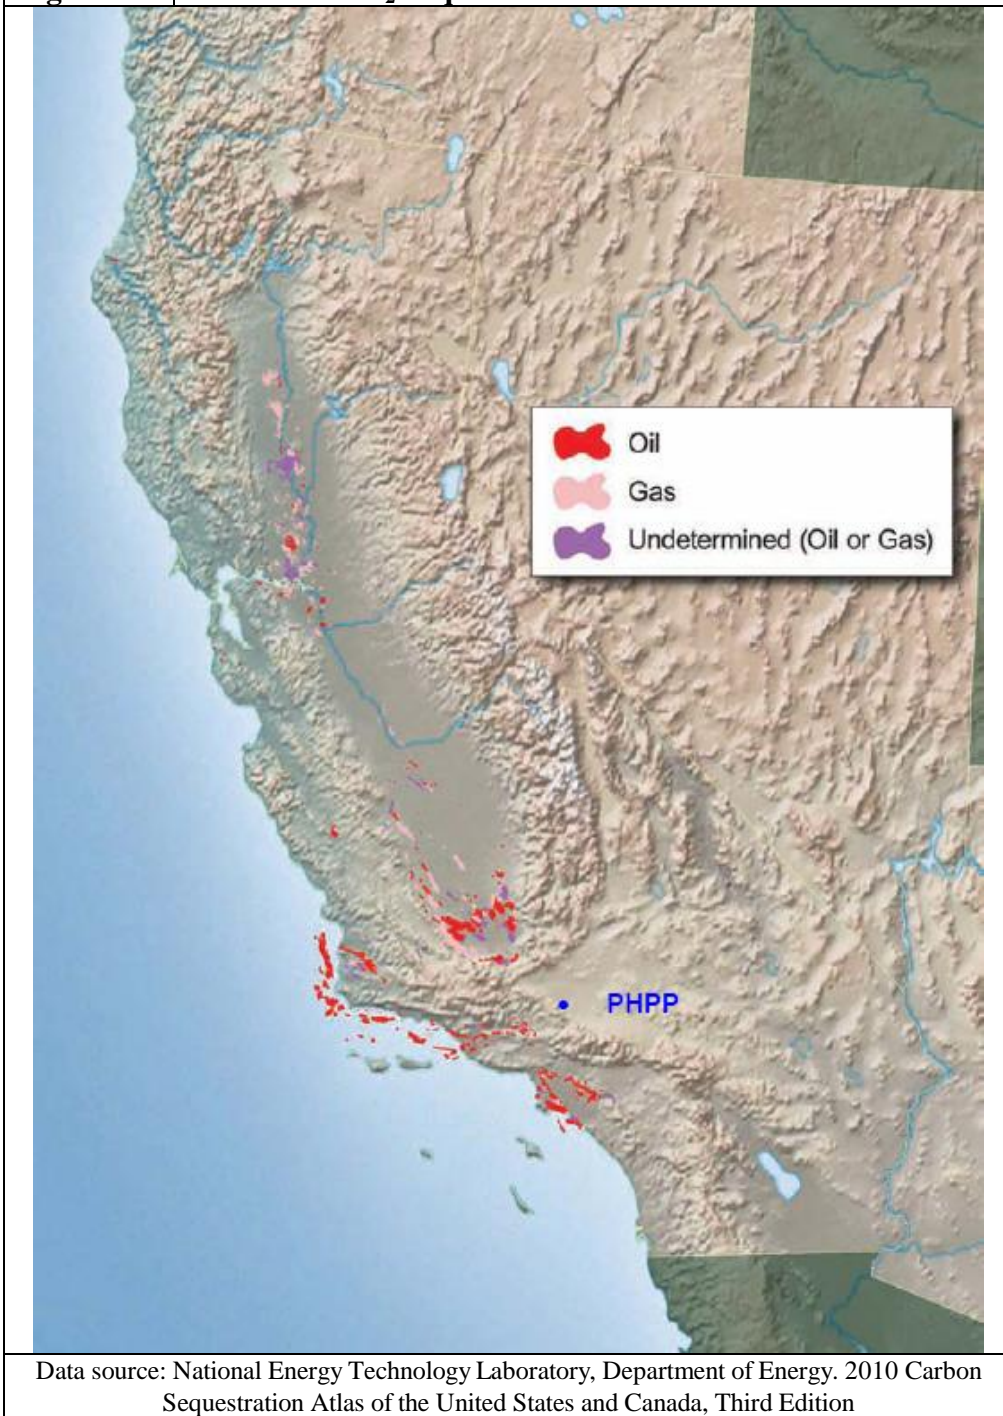 Oil
Gas
Undetermined (Oil or Gas)
PHPP
Data source: National Energy Technology Laboratory, Department of Energy. 2010 Carbon
Sequestration Atlas of the United States and Canada, Third Edition